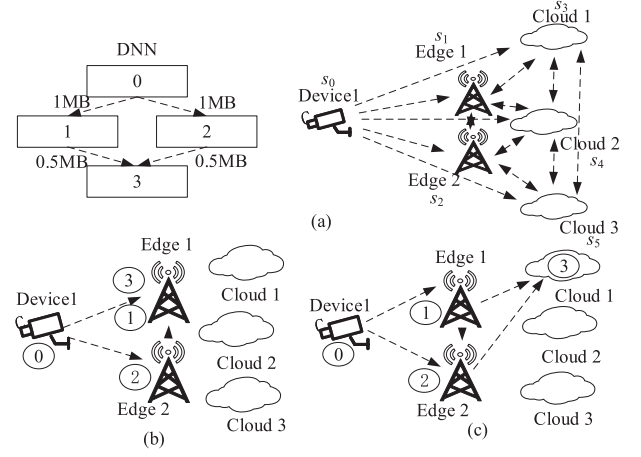 DNN
0
1MB
1MB
1
2
0.5MB
0.5MB
3
s3
Cloud 1
s1
Edge 1
s0
Device1
Cloud 2
s4
Edge 2
s2
Cloud 3
s5
(a)
Edge 1
3
1
Cloud 1
Device1
0
Cloud 2
2
Edge 2
Cloud 3
(b)
Edge 1
3
Cloud 1
1
Device1
0
Cloud 2
2
Edge 2
Cloud 3
(c)